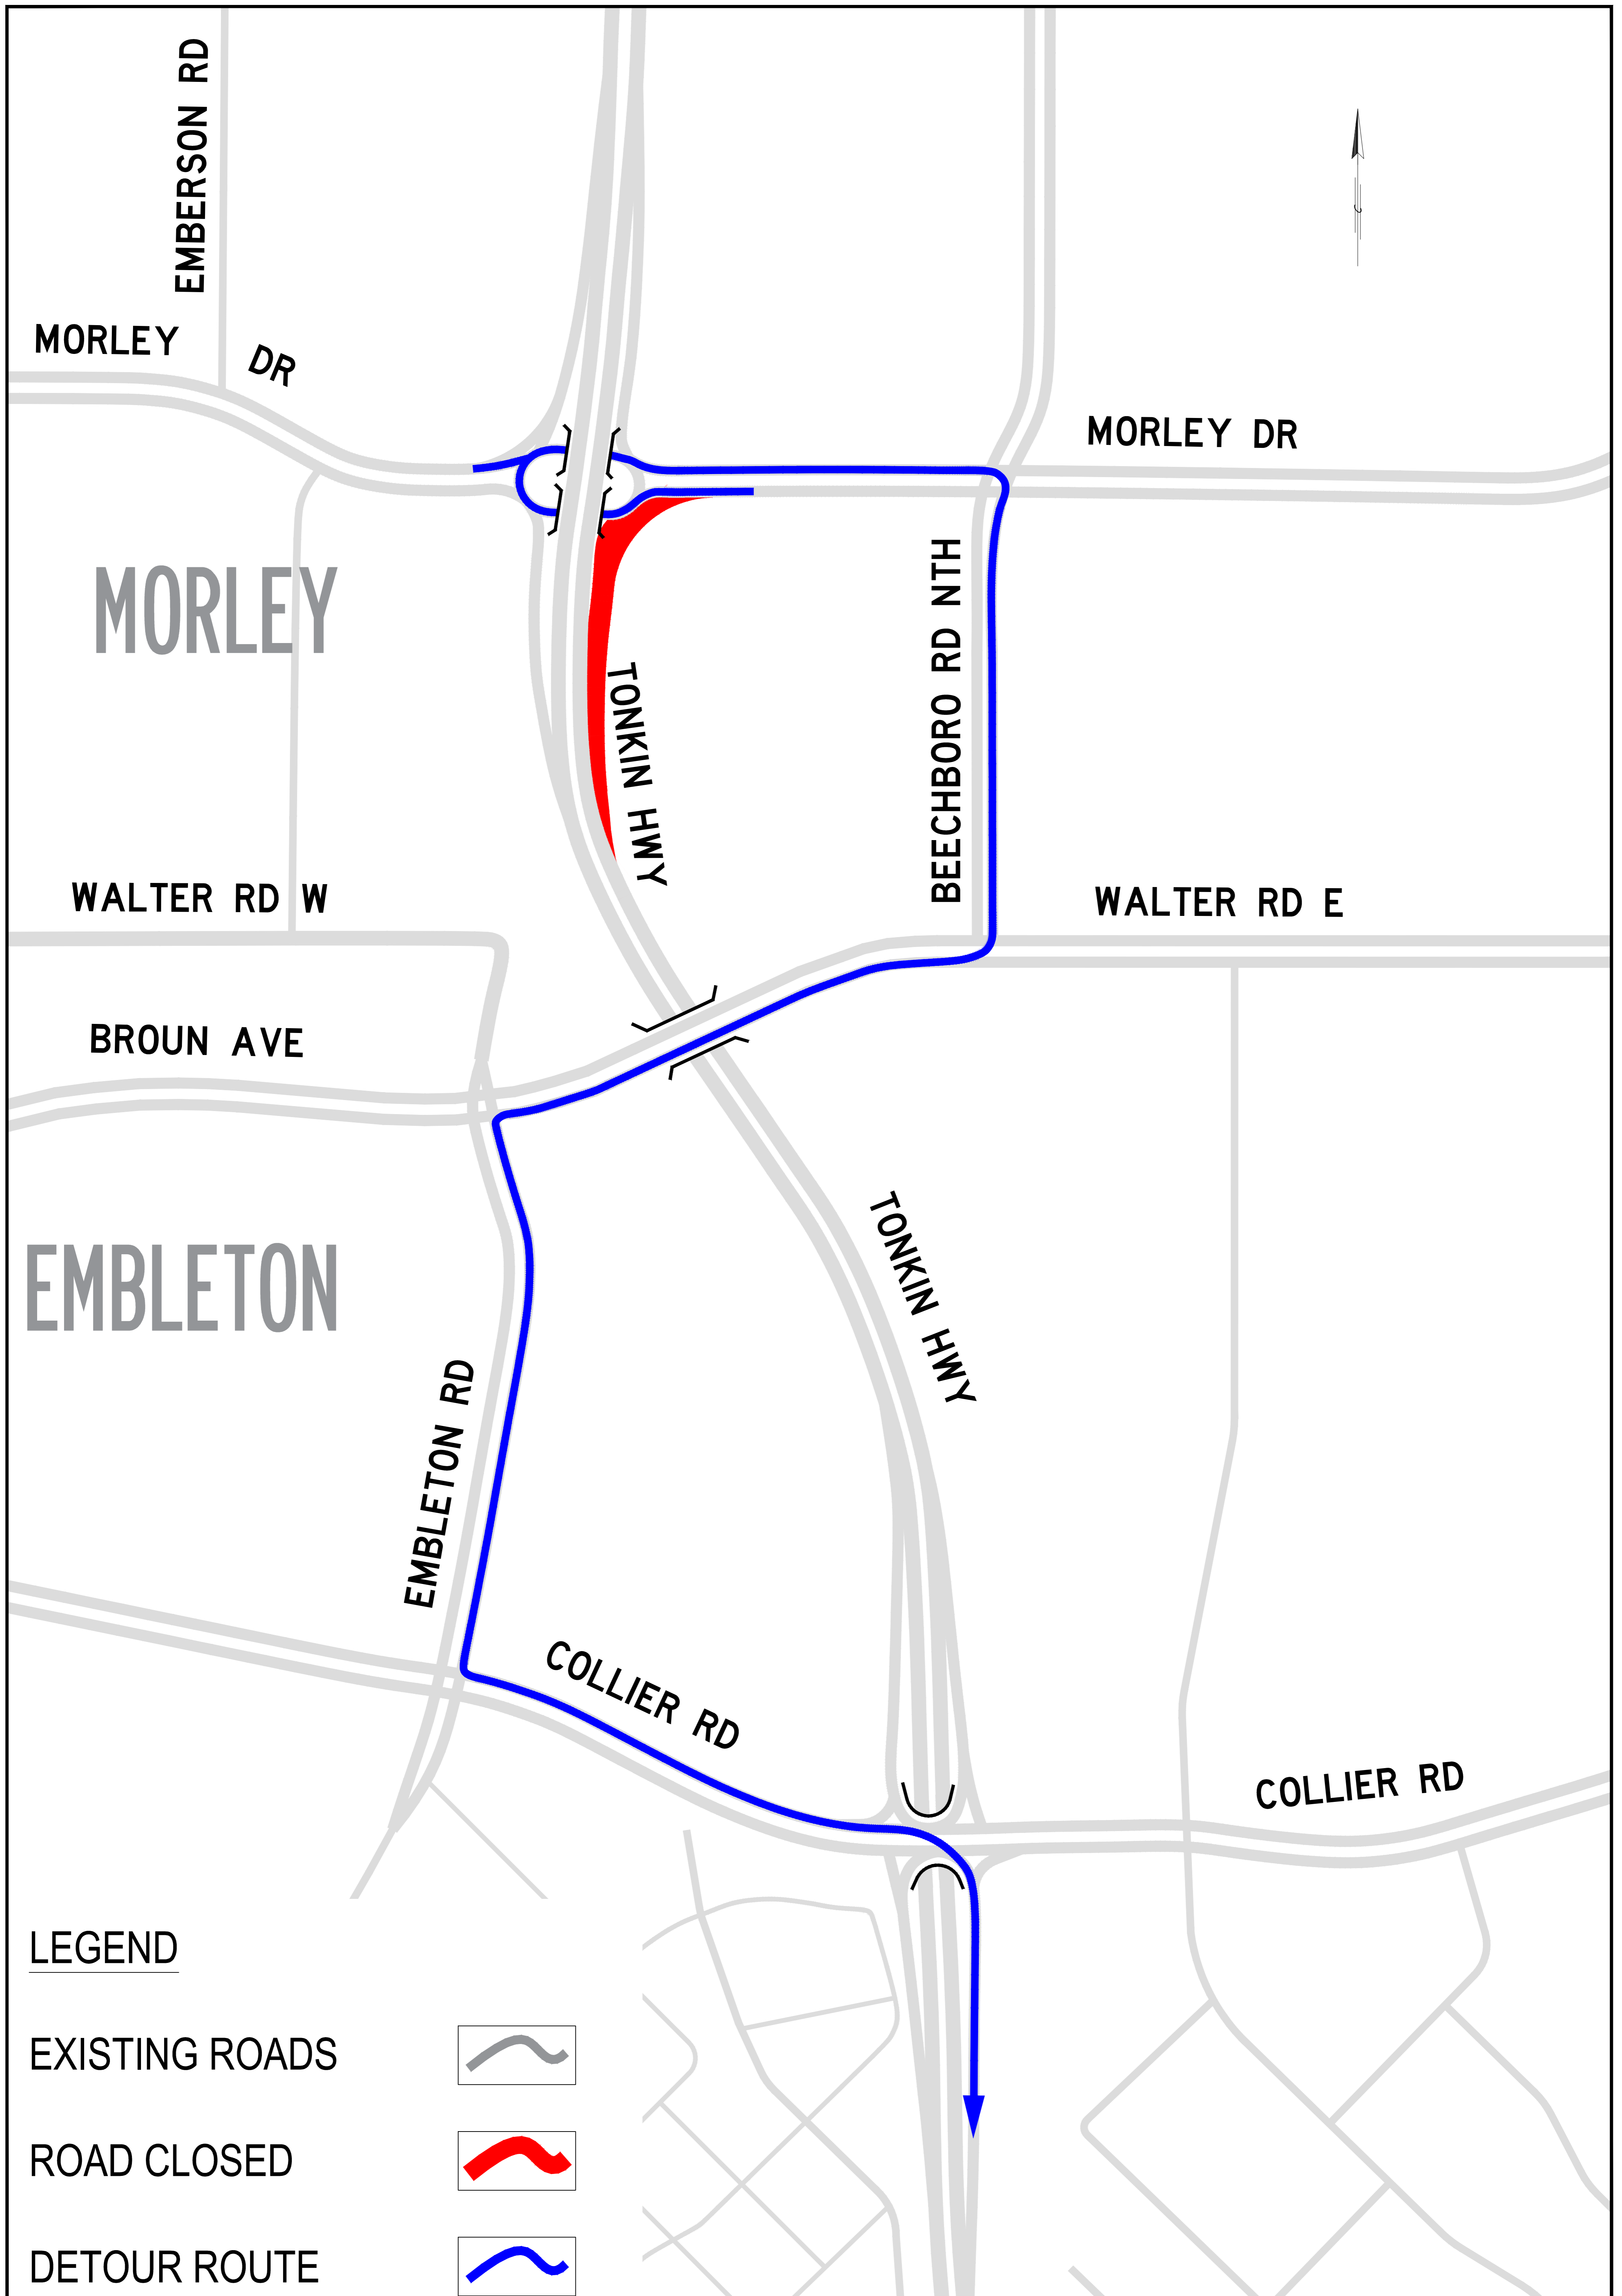 EMBERSON RD
MORLEY DR
MORLEY DR
MORLEY
TONKIN HWY
BEECHBORO RD NTH
WALTER RD W
WALTER RD E
BROUN AVE
EMBLETON
TONKIN HWY
EMBLETON RD
COLLIER RD
COLLIER RD
LEGEND
EXISTING ROADS
ROAD CLOSED
DETOUR ROUTE